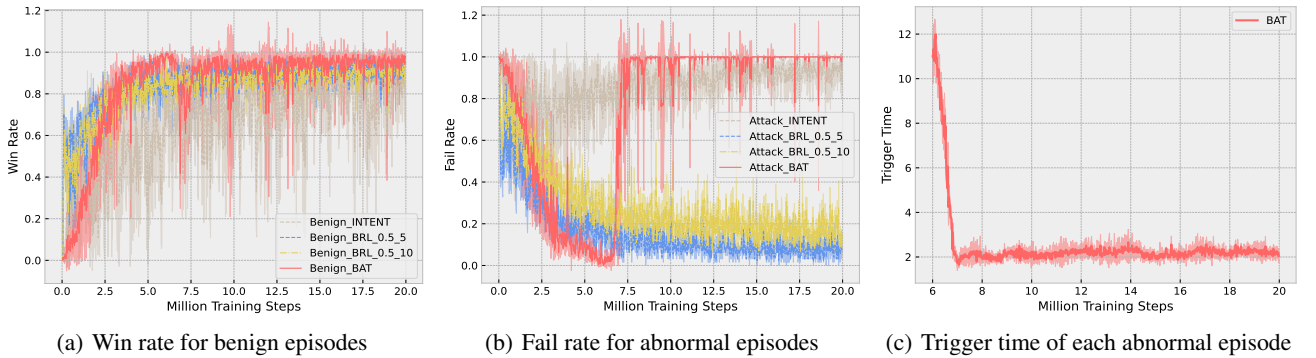 1.2
1.0
0.8
0.6
0.4
0.2
0.0
Win Rate
0.0 2.5 5.0 7.5 10.0 12.5 15.0 17.5 20.0
Million Training Steps
Benign_INTENT
Benign_BRL_0.5_5
Benign_BRL_0.5_10
Benign_BAT
(a) Win rate for benign episodes
1.2
1.0
0.8
0.6
0.4
0.2
0.0
Fail Rate
0.0 2.5 5.0 7.5 10.0 12.5 15.0 17.5 20.0
Million Training Steps
Attack_INTENT
Attack_BRL_0.5_5
Attack_BRL_0.5_10
Attack_BAT
(b) Fail rate for abnormal episodes
12
10
8
6
4
2
Trigger Time
6 8 10 12 14 16 18 20
Million Training Steps
BAT
(c) Trigger time of each abnormal episode